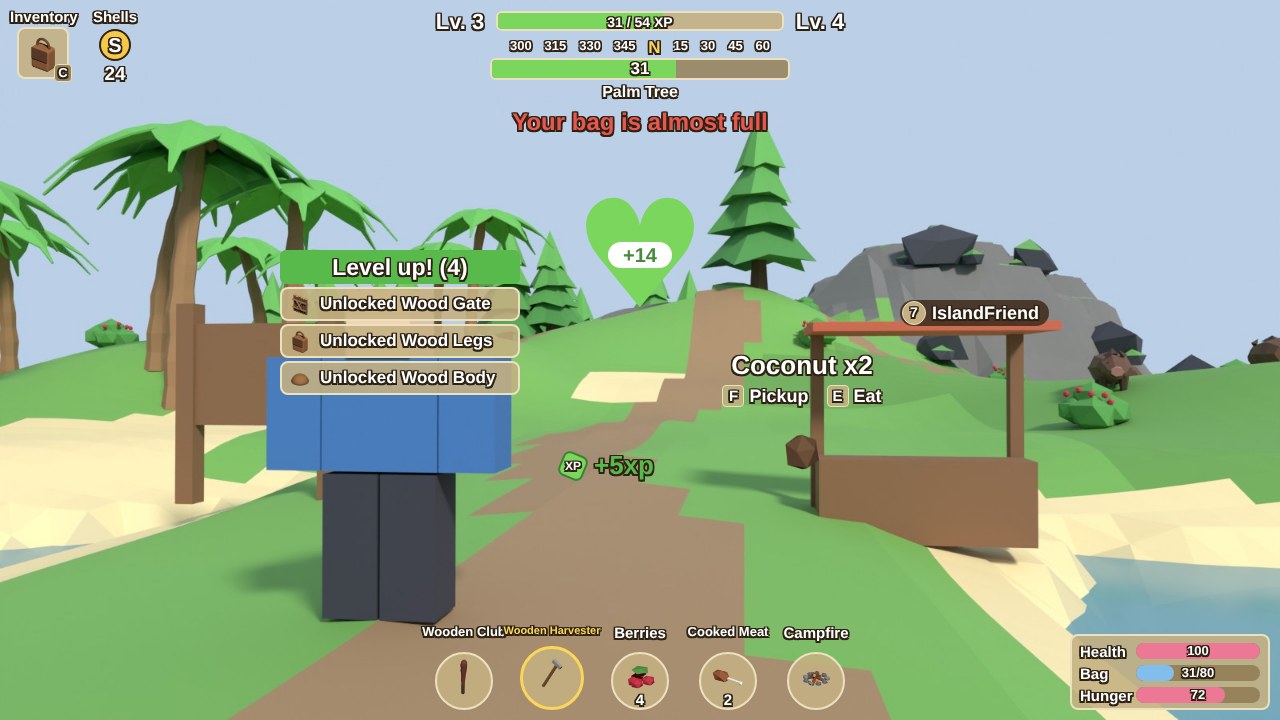 Inventory
Shells
C
S
24
Lv. 3
31 / 54 XP
Lv. 4
300 315 330 345 N 15 30 45 60
31
Palm Tree
Your bag is almost full
+14
Level up! (4)
Unlocked Wood Gate
Unlocked Wood Legs
Unlocked Wood Body
7 IslandFriend
Coconut x2
F Pickup E Eat
XP +5xp
Wooden Club
Wooden Harvester
Berries
Cooked Meat
Campfire
4
2
Health 100
Bag 31/80
Hunger 72